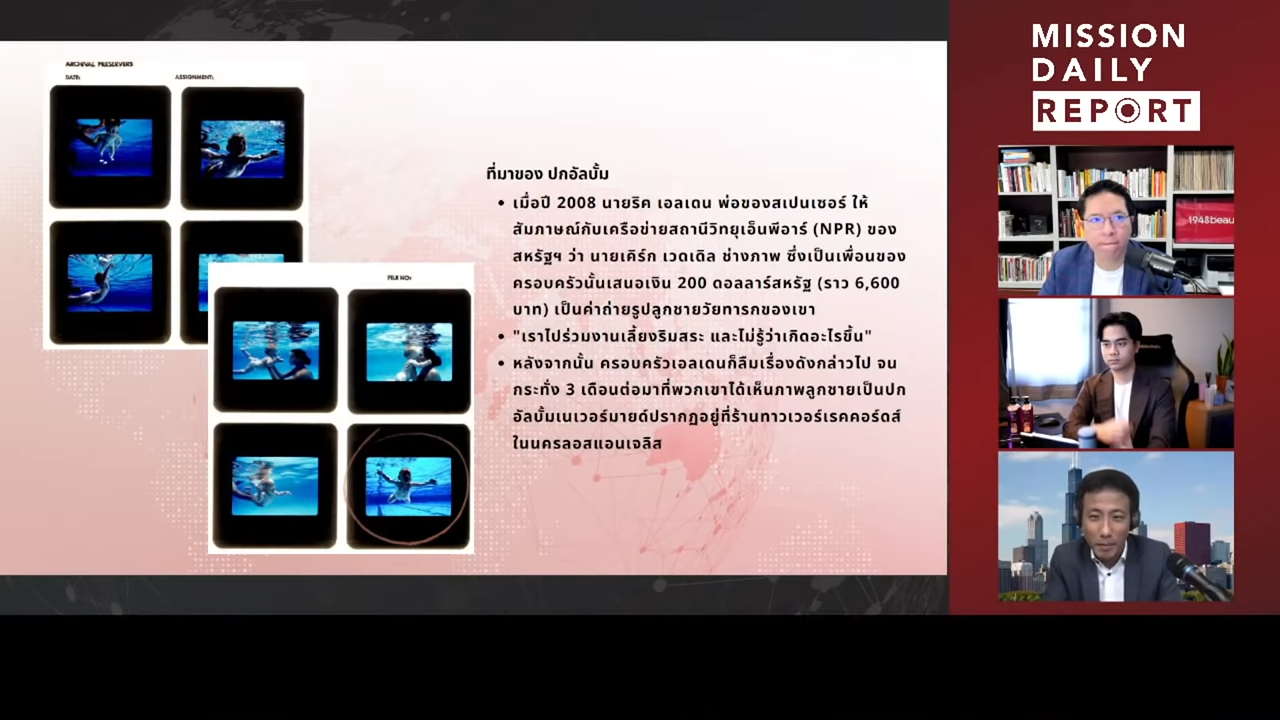 ARCHIVAL PRESERVERS
DATE:
ASSIGNMENT:
FILE NO:
ที่มาของ ปกอัลบั้ม
• เมื่อปี 2008 นายริค เอลเดน พ่อของสเปนเซอร์ ให้
สัมภาษณ์กับเครือข่ายสถานีวิทยุเอ็นพีอาร์ (NPR) ของ
สหรัฐฯ ว่า นายเคิร์ก เวดเดิล ช่างภาพ ซึ่งเป็นเพื่อนของ
ครอบครัวนั้นเสนอเงิน 200 ดอลลาร์สหรัฐ (ราว 6,600
บาท) เป็นค่าถ่ายรูปลูกชายวัยทารกของเขา
• "เราไปร่วมงานเลี้ยงริมสระ และไม่รู้ว่าเกิดอะไรขึ้น"
• หลังจากนั้น ครอบครัวเอลเดนก็ลืมเรื่องดังกล่าวไป จน
กระทั่ง 3 เดือนต่อมาที่พวกเขาได้เห็นภาพลูกชายเป็นปก
อัลบั้มเนเวอร์มายด์ปรากฏอยู่ที่ร้านทาวเวอร์เรคคอร์ดส์
ในนครลอสแอนเจลิส
MISSION
DAILY
REPORT